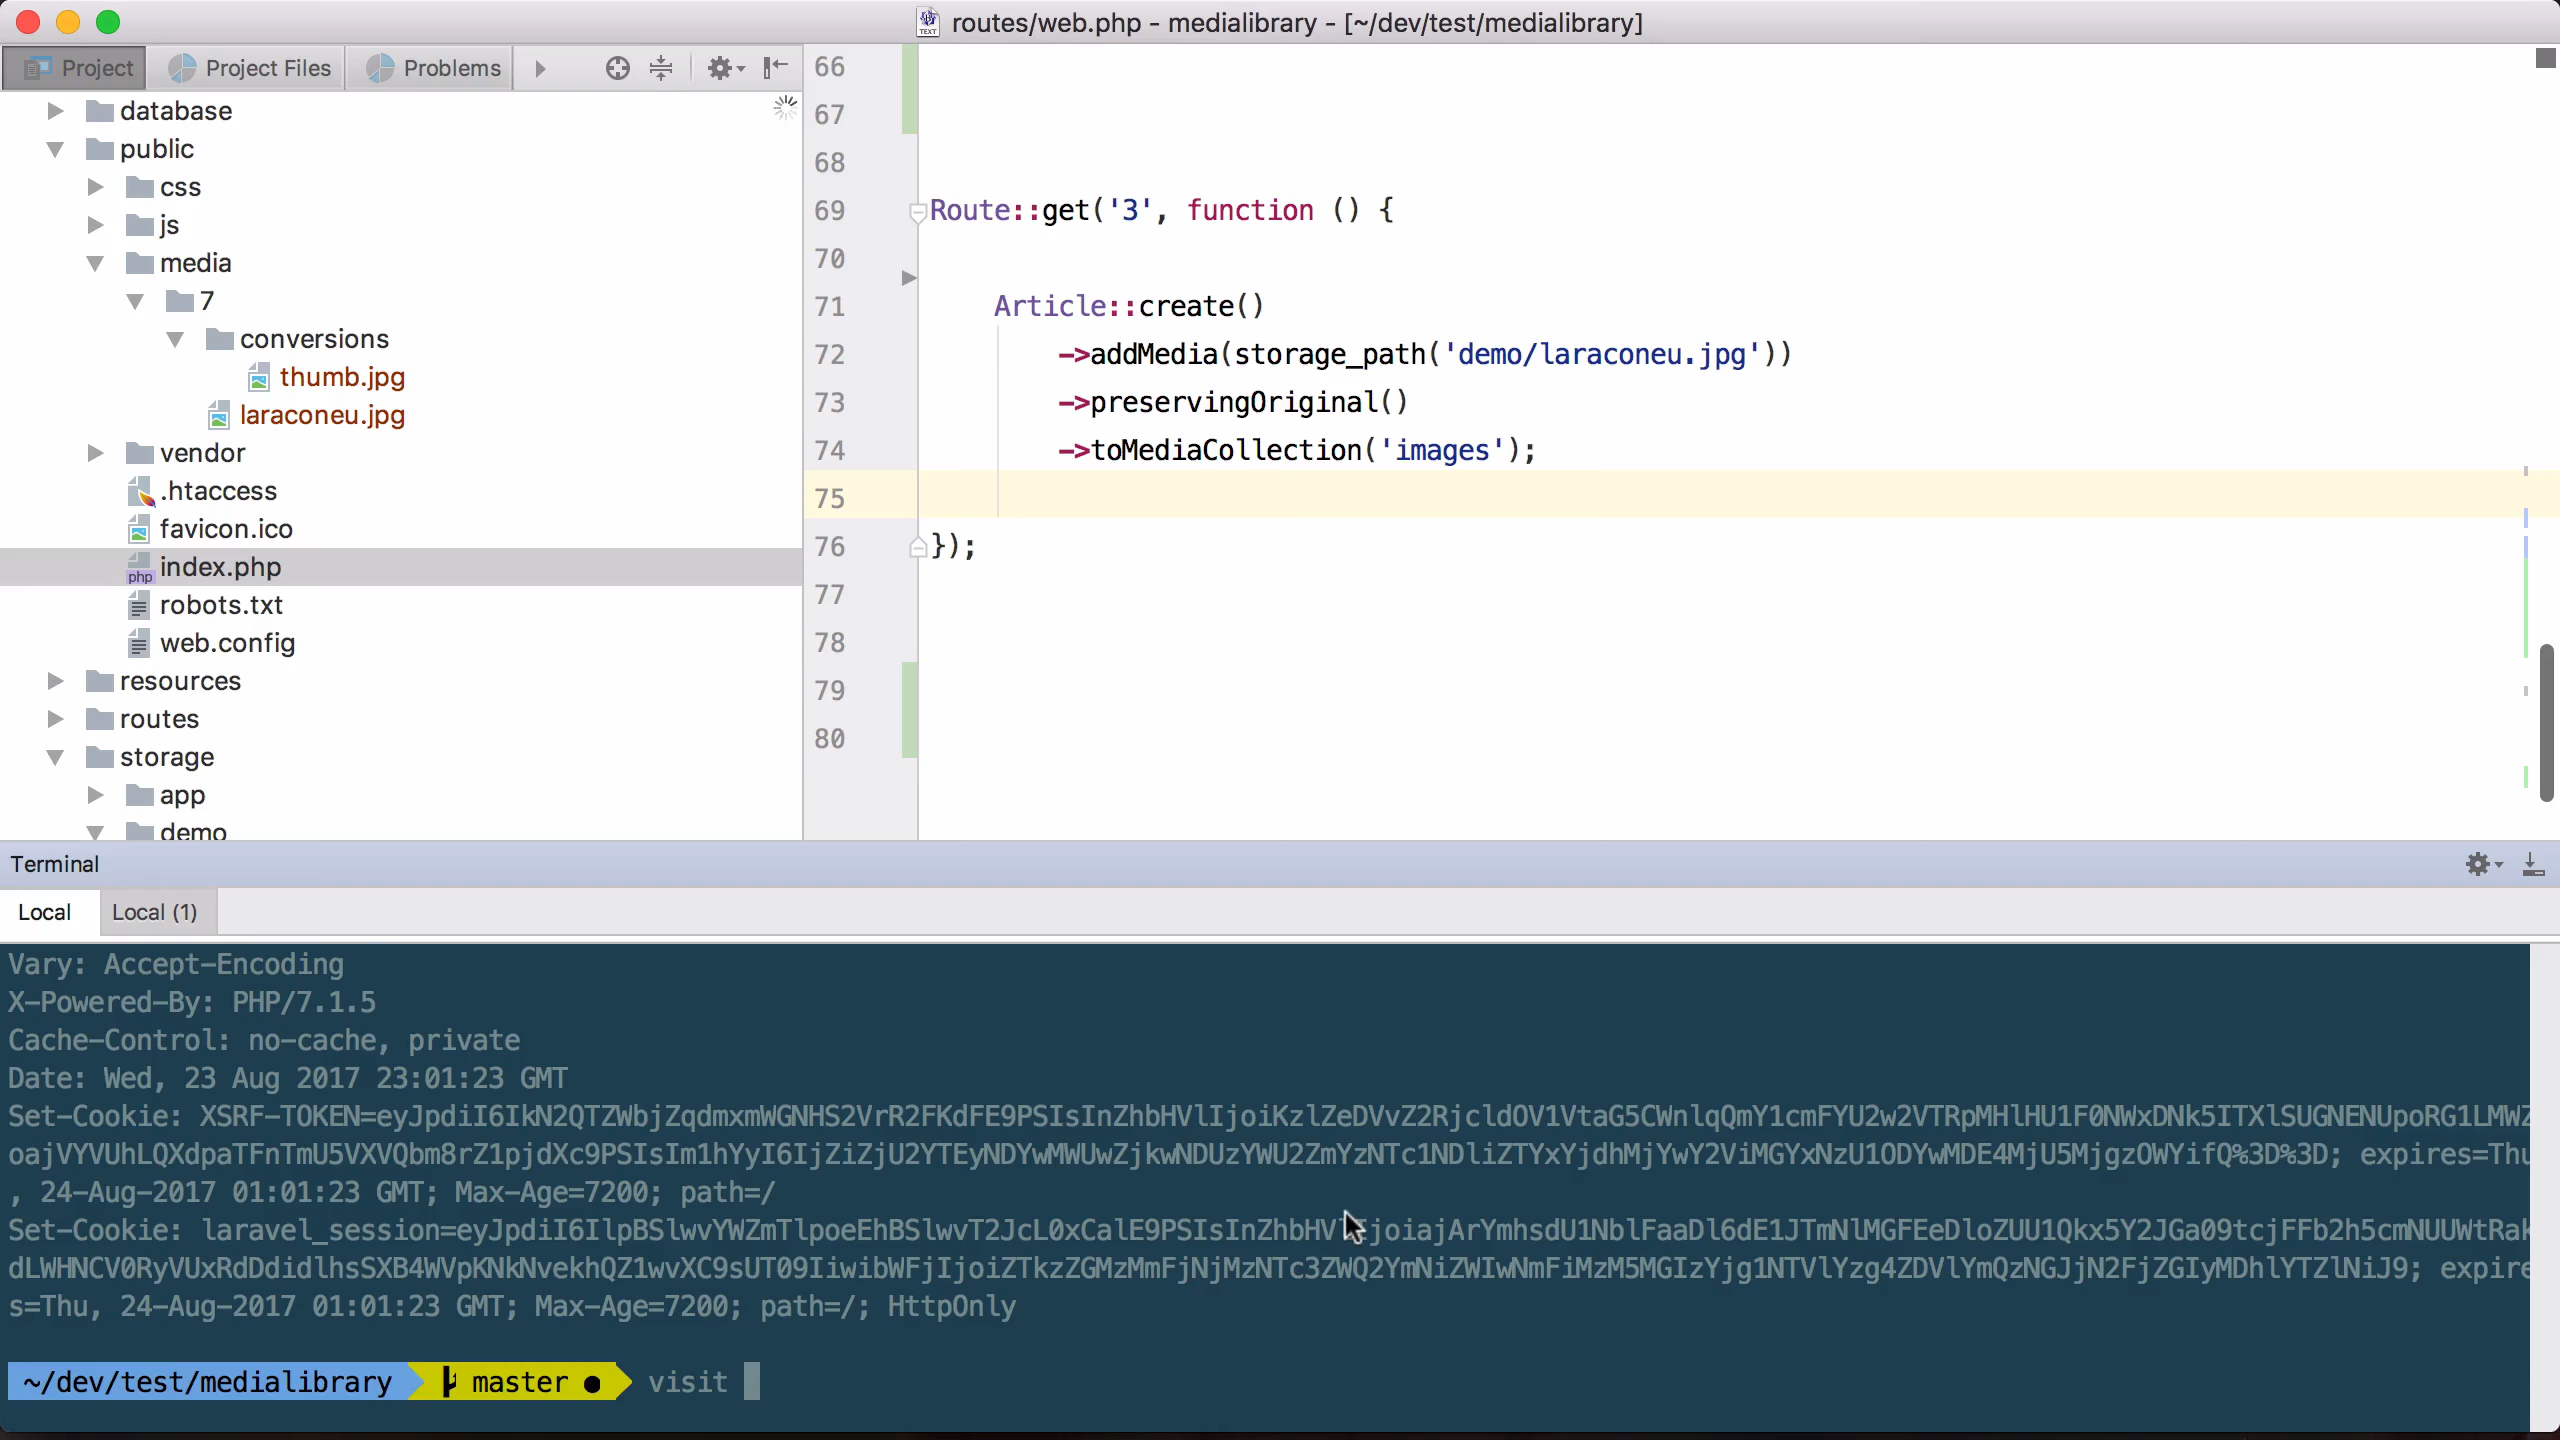 routes/web.php - medialibrary - [~/dev/test/medialibrary]
Project
Project Files
Problems
database
public
css
js
media
7
conversions
thumb.jpg
laraconeu.jpg
vendor
.htaccess
favicon.ico
index.php
robots.txt
web.config
resources
routes
storage
app
demo
66
67
68
69 Route::get('3', function () {
70
71 Article::create()
72 ->addMedia(storage_path('demo/laraconeu.jpg'))
73 ->preservingOriginal()
74 ->toMediaCollection('images');
75
76 });
77
78
79
80
Terminal
Local
Local (1)
Vary: Accept-Encoding
X-Powered-By: PHP/7.1.5
Cache-Control: no-cache, private
Date: Wed, 23 Aug 2017 23:01:23 GMT
Set-Cookie: XSRF-TOKEN=
expires=Thu
, 24-Aug-2017 01:01:23 GMT; Max-Age=7200; path=/
Set-Cookie: laravel_session=
expire
s=Thu, 24-Aug-2017 01:01:23 GMT; Max-Age=7200; path=/; HttpOnly
~/dev/test/medialibrary master ● visit